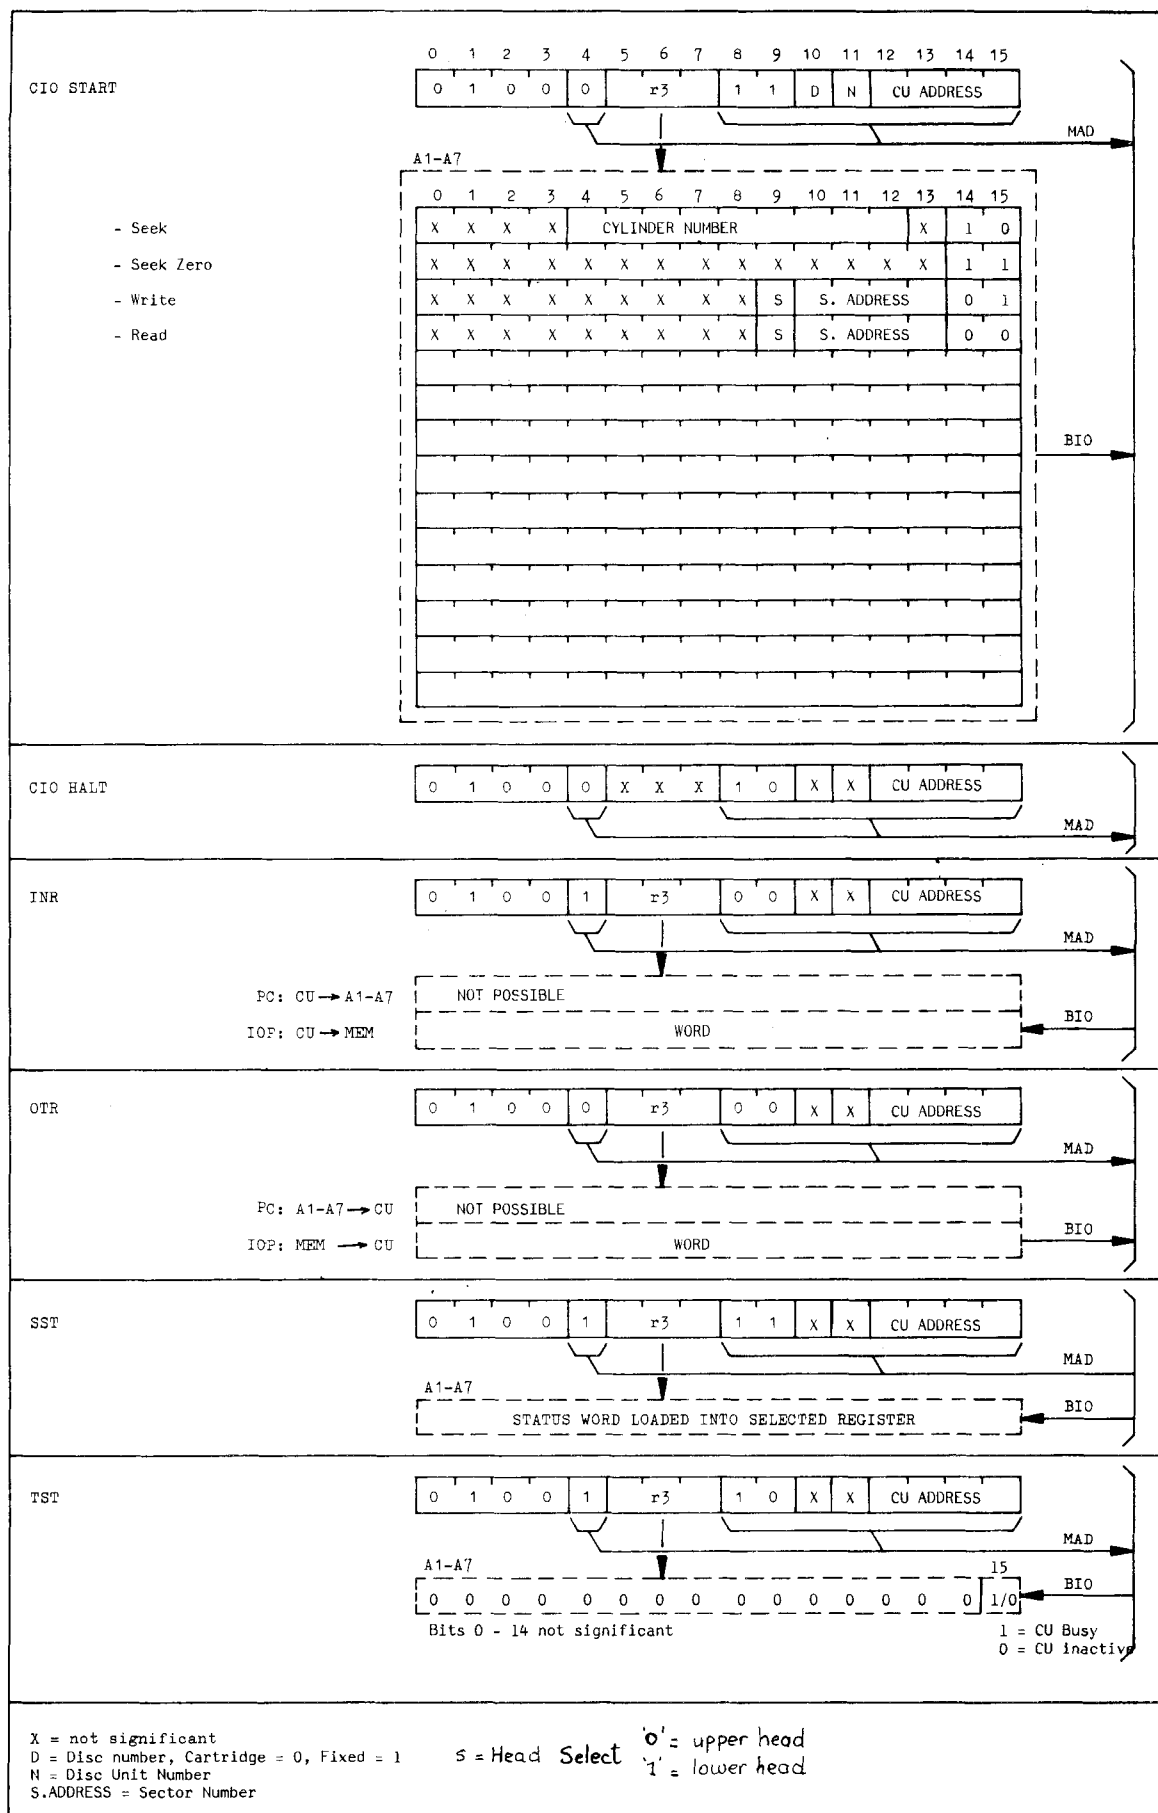 0 1 2 3 4 5 6 7 8 9 10 11 12 13 14 15
CIO START 0 1 0 0 0 r3 1 1 D N CU ADDRESS
MAD
A1-A7
0 1 2 3 4 5 6 7 8 9 10 11 12 13 14 15
- Seek X X X X CYLINDER NUMBER X 1 0
- Seek Zero X X X X X X X X X X X X X X 1 1
- Write X X X X X X X X X S S. ADDRESS 0 1
- Read X X X X X X X X X S S. ADDRESS 0 0
BIO
CIO HALT 0 1 0 0 0 X X X 1 0 X X CU ADDRESS
MAD
INR 0 1 0 0 1 r3 0 0 X X CU ADDRESS
MAD
PC: CU → A1-A7 NOT POSSIBLE
BIO
IOP: CU → MEM WORD
OTR 0 1 0 0 0 r3 0 0 X X CU ADDRESS
MAD
PC: A1-A7 → CU NOT POSSIBLE
BIO
IOP: MEM → CU WORD
SST 0 1 0 0 1 r3 1 1 X X CU ADDRESS
MAD
A1-A7
BIO
STATUS WORD LOADED INTO SELECTED REGISTER
TST 0 1 0 0 1 r3 1 0 X X CU ADDRESS
MAD
A1-A7 15
BIO
0 0 0 0 0 0 0 0 0 0 0 0 0 0 0 1/0
Bits 0 - 14 not significant 1 = CU Busy
0 = CU inactive
X = not significant
D = Disc number, Cartridge = 0, Fixed = 1
N = Disc Unit Number
S.ADDRESS = Sector Number
S = Head Select '0' = upper head
'1' = lower head